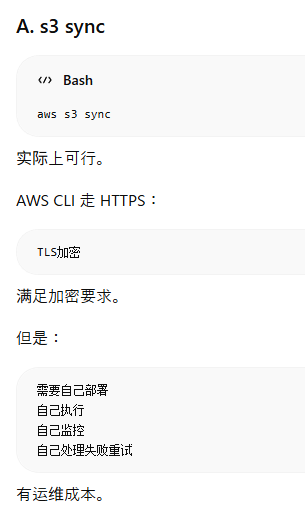 A. s3 sync
Bash
aws s3 sync
实际上可行。
AWS CLI 走 HTTPS：
TLS加密
满足加密要求。
但是：
需要自己部署
自己执行
自己监控
自己处理失败重试
有运维成本。